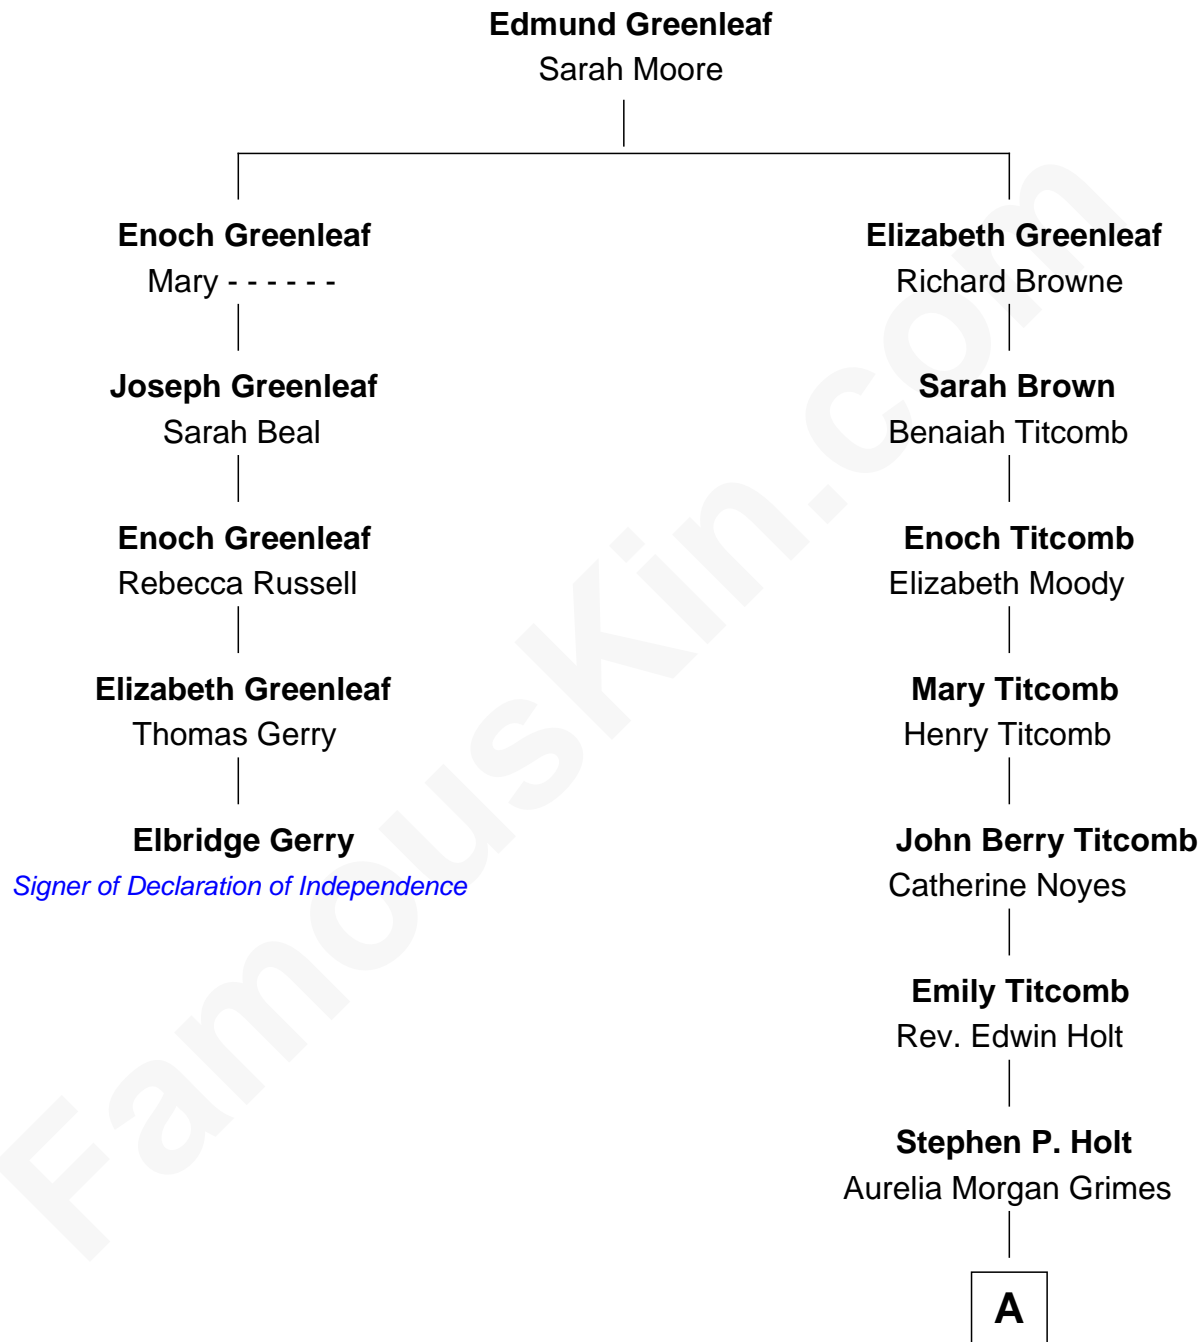 Edmund Greenleaf
Sarah Moore
Enoch Greenleaf
Mary - - - - - -
Elizabeth Greenleaf
Richard Browne
Joseph Greenleaf
Sarah Beal
Sarah Brown
Benaiah Titcomb
Enoch Greenleaf
Rebecca Russell
Enoch Titcomb
Elizabeth Moody
Elizabeth Greenleaf
Thomas Gerry
Mary Titcomb
Henry Titcomb
Elbridge Gerry
Signer of Declaration of Independence
John Berry Titcomb
Catherine Noyes
Emily Titcomb
Rev. Edwin Holt
Stephen P. Holt
Aurelia Morgan Grimes
A
FamousKin.com